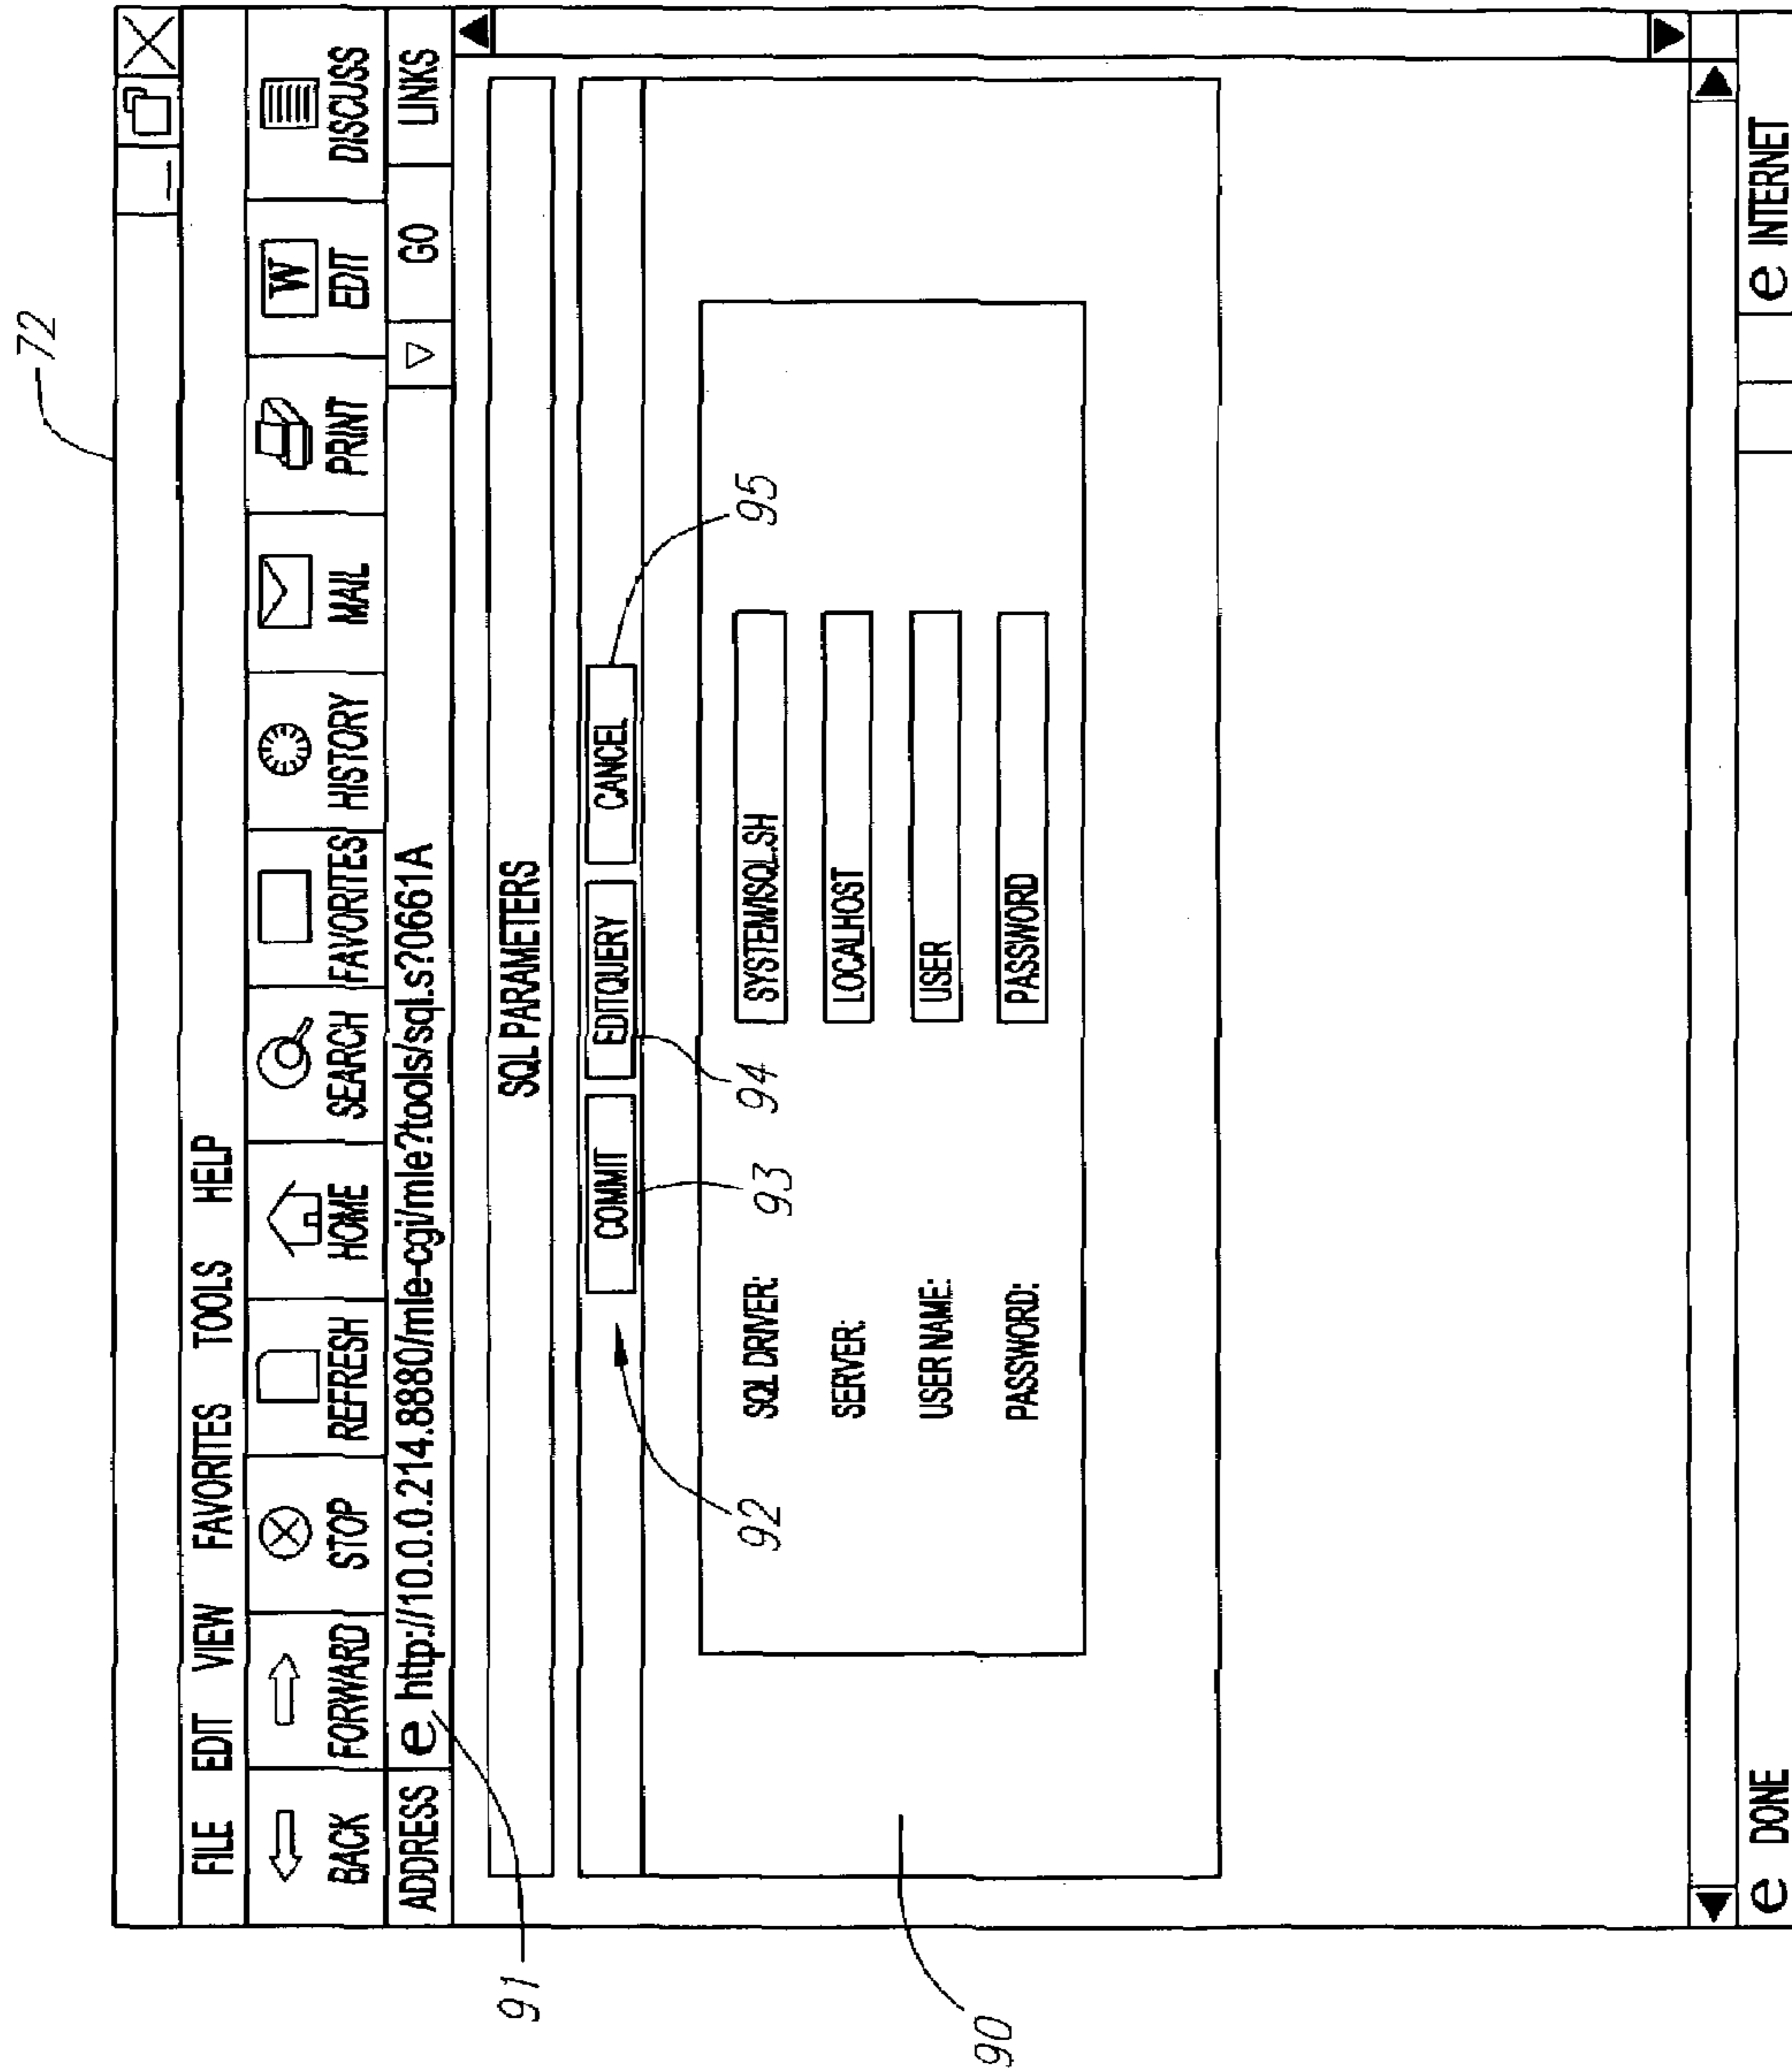 72
FILE EDIT VIEW FAVORITES TOOLS HELP
BACK FORWARD STOP REFRESH HOME SEARCH FAVORITES HISTORY MAIL PRINT W EDIT DISCUSS
ADDRESS e http://10.0.0.214.8880/mle-cgi/mle?tools/sql.s?0661A GO LINKS
91
SQL PARAMETERS
COMMIT EDITQUERY CANCEL
92 93 94 95
SQL DRIVER: SYSTEM/ISQL.SH
SERVER: LOCALHOST
USER NAME: USER
PASSWORD: PASSWORD
90
e DONE e INTERNET